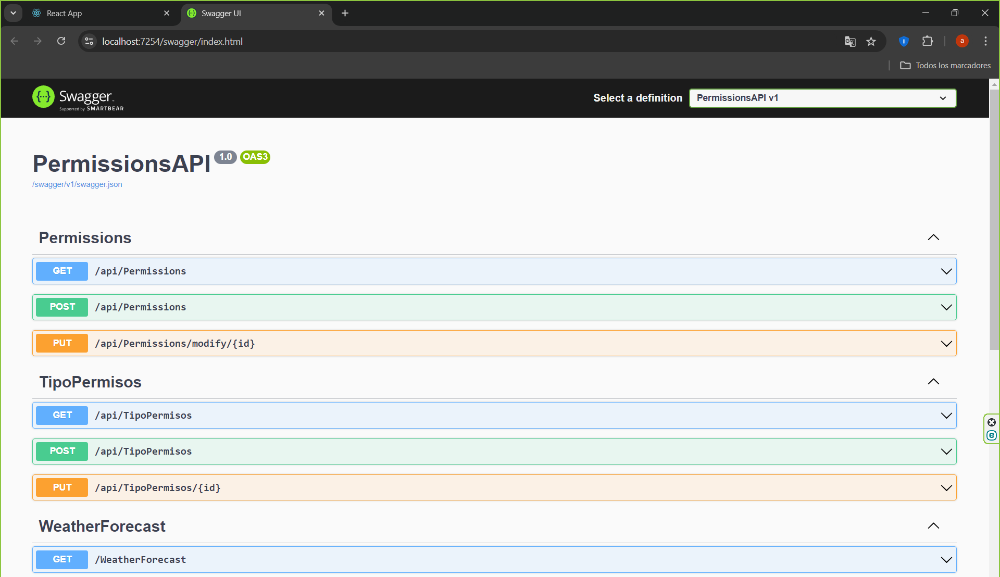 React App
Swagger UI
localhost:7254/swagger/index.html
a
Todos los marcadores
Swagger
Supported by SMARTBEAR
Select a definition
PermissionsAPI v1
PermissionsAPI 1.0 OAS3
/swagger/v1/swagger.json
Permissions
GET /api/Permissions
POST /api/Permissions
PUT /api/Permissions/modify/{id}
TipoPermisos
GET /api/TipoPermisos
POST /api/TipoPermisos
PUT /api/TipoPermisos/{id}
WeatherForecast
GET /WeatherForecast